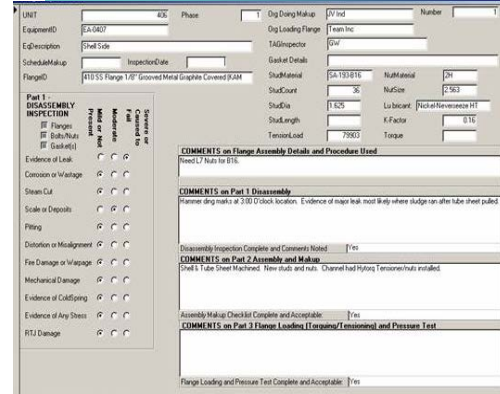 UNIT 406 Phase 1 Org Doing Makup JV Ind Number 1
EquipmentID EA-0407 Org Loading Flange Team Inc
EqDescription Shell Side TAGInspector GW
ScheduleMakup InspectionDate Gasket Details
FlangeID 410 SS Flange 1/8" Grooved Metal Graphite Covered (KAM
StudMaterial SA-193-B16 NutMaterial 2H
StudCount 36 NutSize 2.563
StudDia 1.625 Lubricant Nickel-Neverseeze HT
StudLength K-Factor 0.16
TensionLoad 79903 Torque
Part 1 -
DISASSEMBLY
INSPECTION
Flanges
Bolts/Nuts
Gasket(s)
Mild or Not Present
Moderate
Severe or Caused to Fail
Evidence of Leak
Corrosion or Wastage
Steam Cut
Scale or Deposits
Pitting
Distortion or Misalignment
Fire Damage or Warpage
Mechanical Damage
Evidence of ColdSpring
Evidence of Any Stress
RTJ Damage
COMMENTS on Flange Assembly Details and Procedure Used
Need L7 Nuts for B16.
COMMENTS on Part 1 Disassembly
Hammer ding marks at 3:00 O'clock location. Evidence of major leak most likely where sludge ran after tube sheet pulled.
Disassembly Inspection Complete and Comments Noted Yes
COMMENTS on Part 2 Assembly and Makup
Shell & Tube Sheet Machined. New studs and nuts. Channel had Hytorq Tensioner/nuts installed.
Assembly Makup Checklist Complete and Acceptable: Yes
COMMENTS on Part 3 Flange Loading (Torquing/Tensioning) and Pressure Test
Flange Loading and Pressure Test Complete and Acceptable: Yes